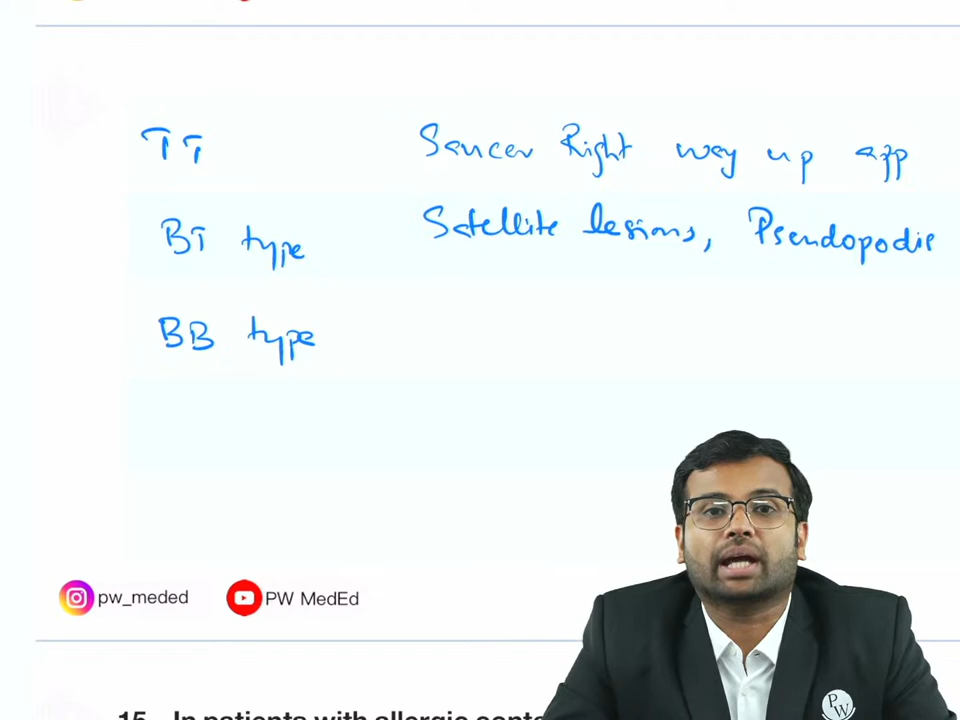 TT Saucer Right way up app
BT type Satellite lesions, Pseudopodia
BB type
pw_meded PW MedEd
PW
15. In patients with allergic conta